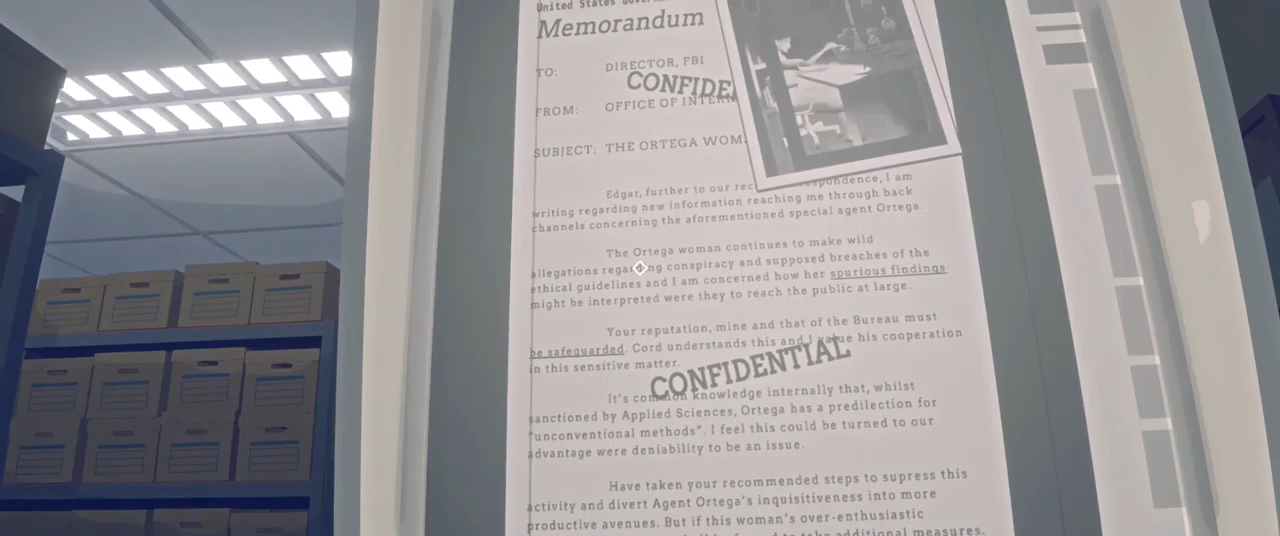 United States
Memorandum
TO: DIRECTOR, FBI
CONFIDE
FROM: OFFICE OF INTERN
SUBJECT: THE ORTEGA WOM
Edgar, further to our rec spondence, I am
writing regarding new information reaching me through back
channels concerning the aforementioned special agent Ortega.
The Ortega woman continues to make wild
allegations regarding conspiracy and supposed breaches of the
ethical guidelines and I am concerned how her spurious findings
might be interpreted were they to reach the public at large.
Your reputation, mine and that of the Bureau must
be safeguarded. Cord understands this and I value his cooperation
in this sensitive matter.
CONFIDENTIAL
It's common knowledge internally that, whilst
sanctioned by Applied Sciences, Ortega has a predilection for
"unconventional methods". I feel this could be turned to our
advantage were deniability to be an issue.
Have taken your recommended steps to supress this
activity and divert Agent Ortega's inquisitiveness into more
productive avenues. But if this woman's over-enthusiastic
to take additional measures.